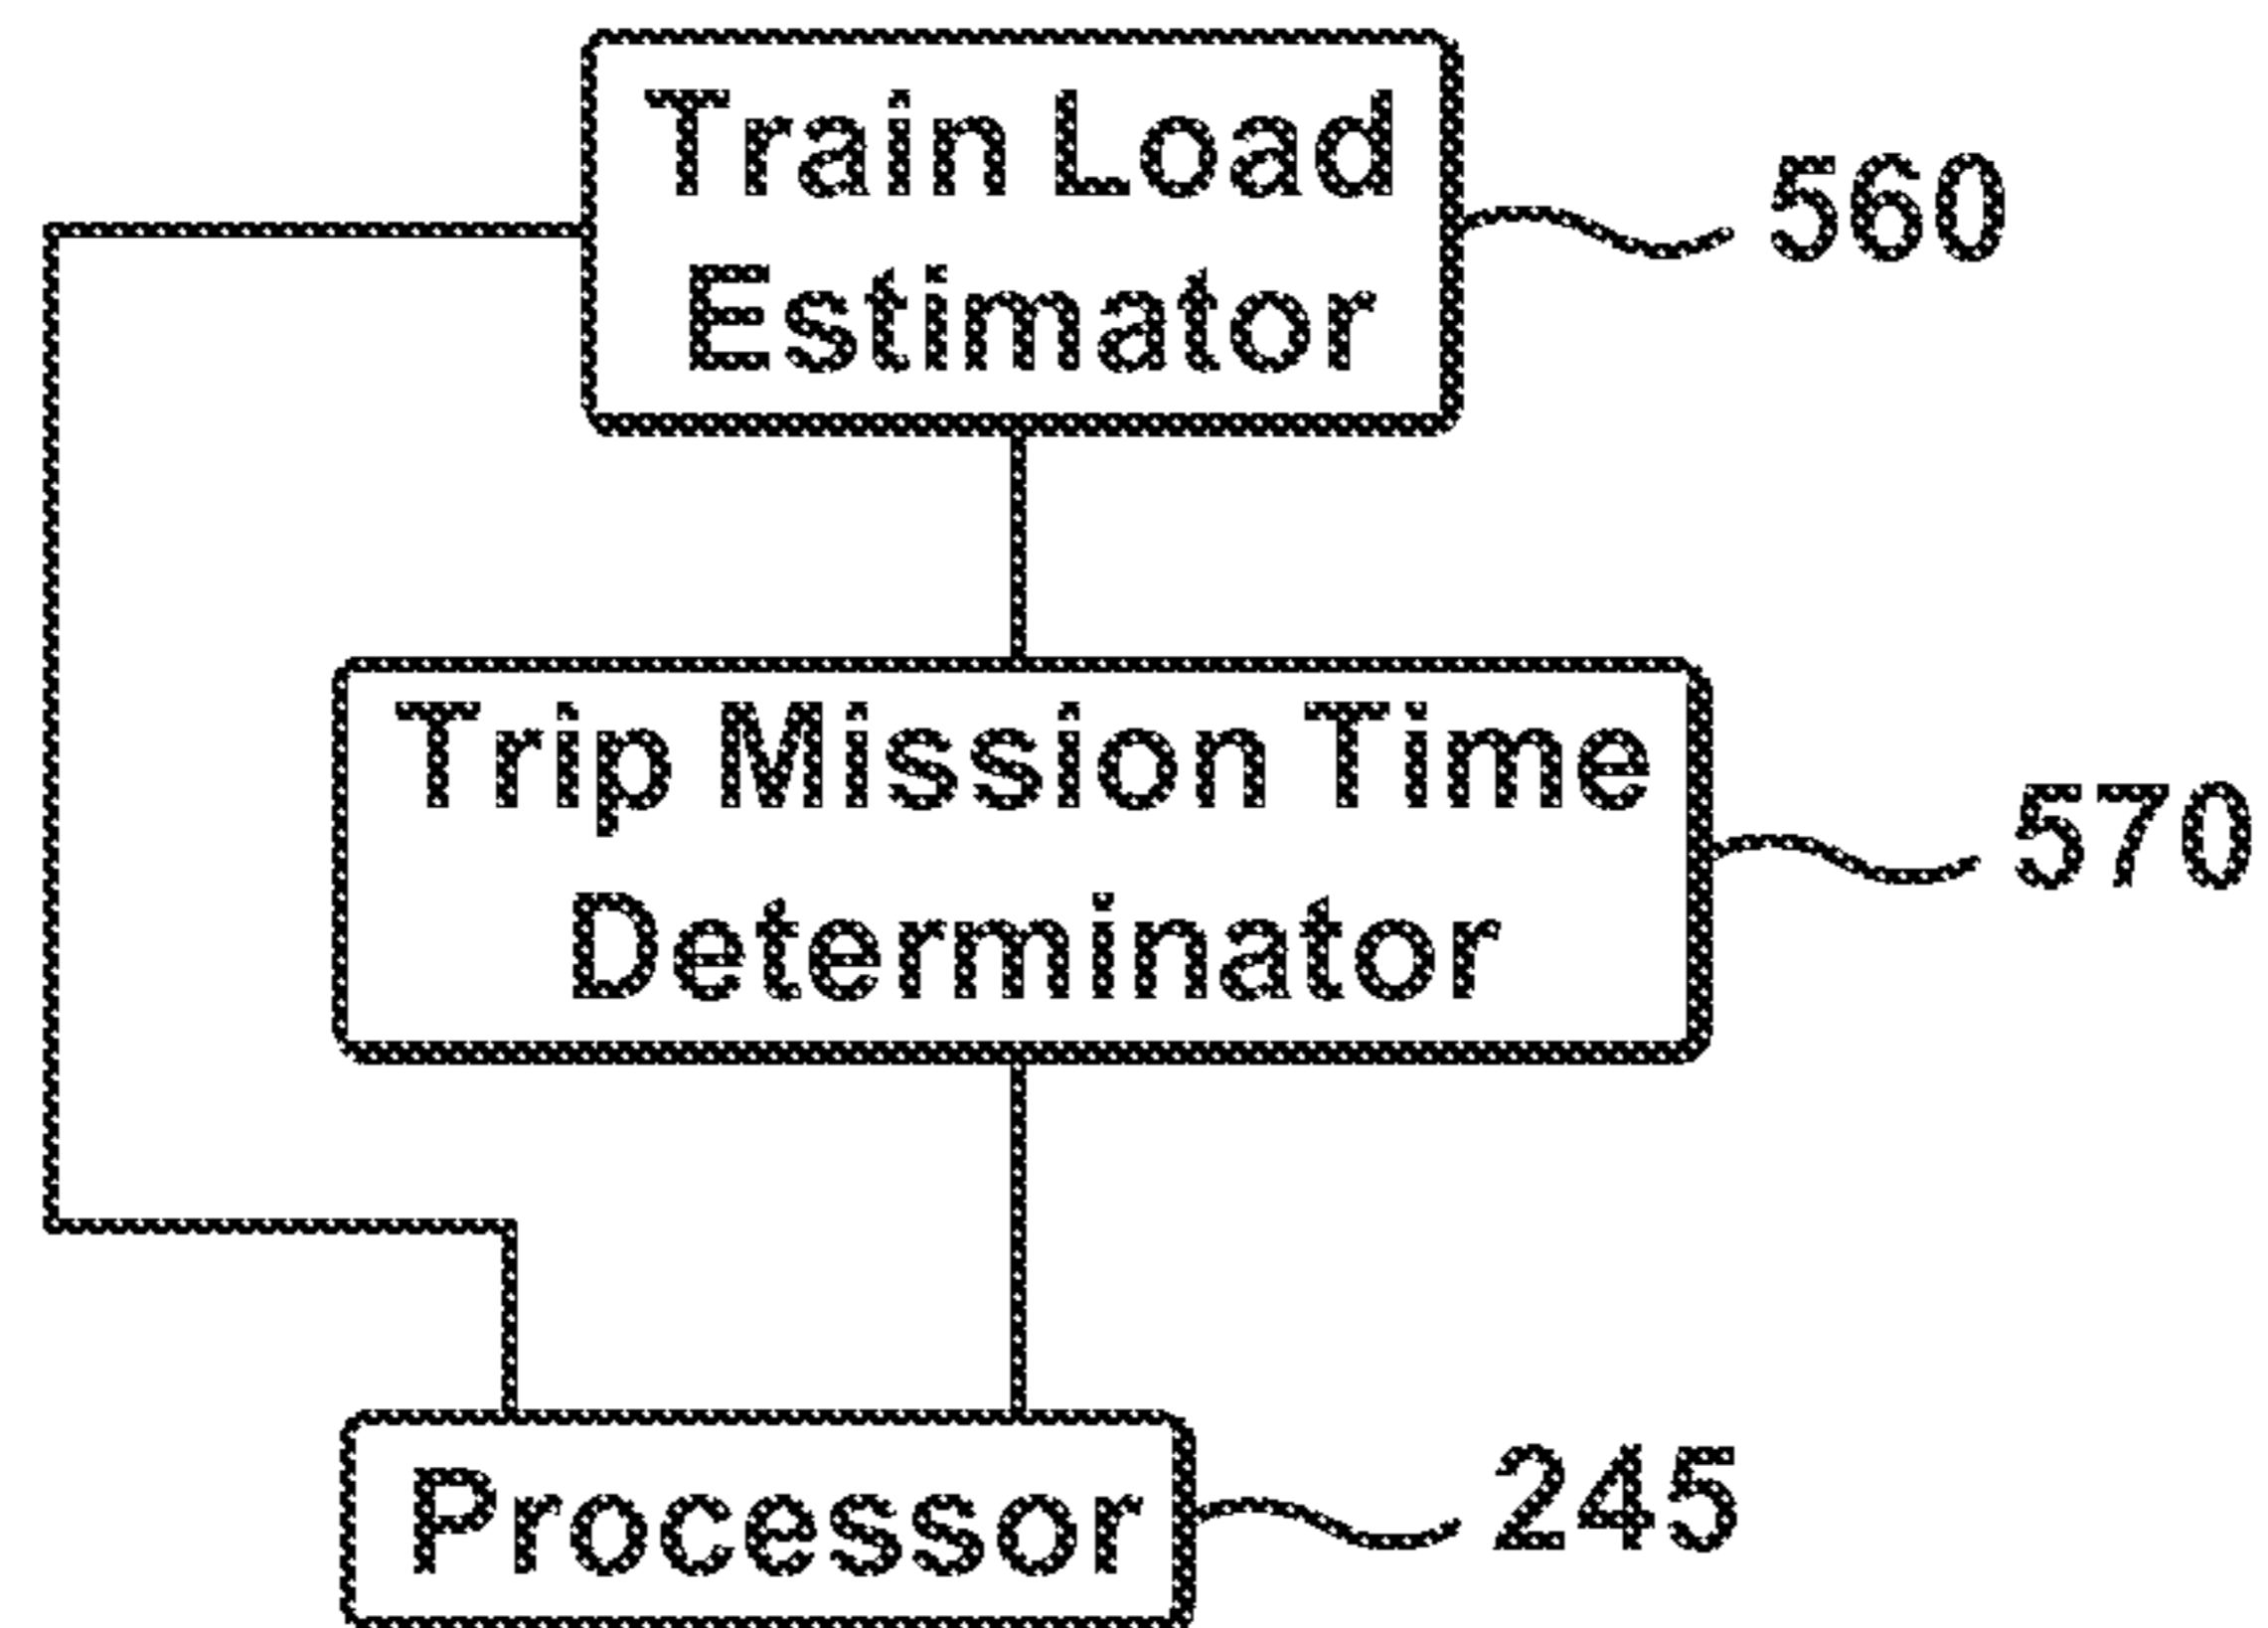 Train Load
Estimator
560
Trip Mission Time
Determinator
570
Processor
245